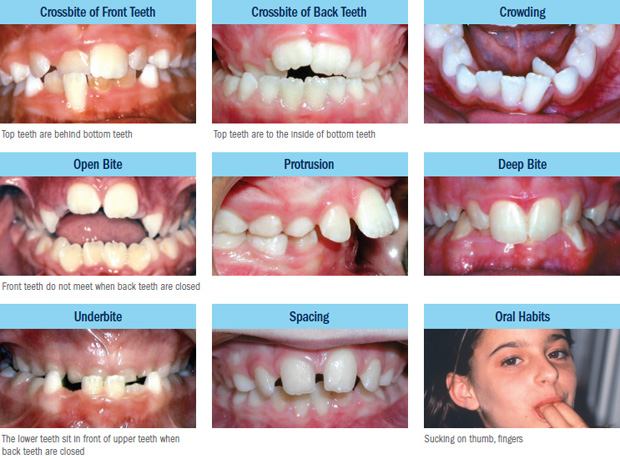 Crossbite of Front Teeth
Crossbite of Back Teeth
Crowding
Top teeth are behind bottom teeth
Top teeth are to the inside of bottom teeth
Open Bite
Protrusion
Deep Bite
Front teeth do not meet when back teeth are closed
Underbite
Spacing
Oral Habits
The lower teeth sit in front of upper teeth when
back teeth are closed
Sucking on thumb, fingers